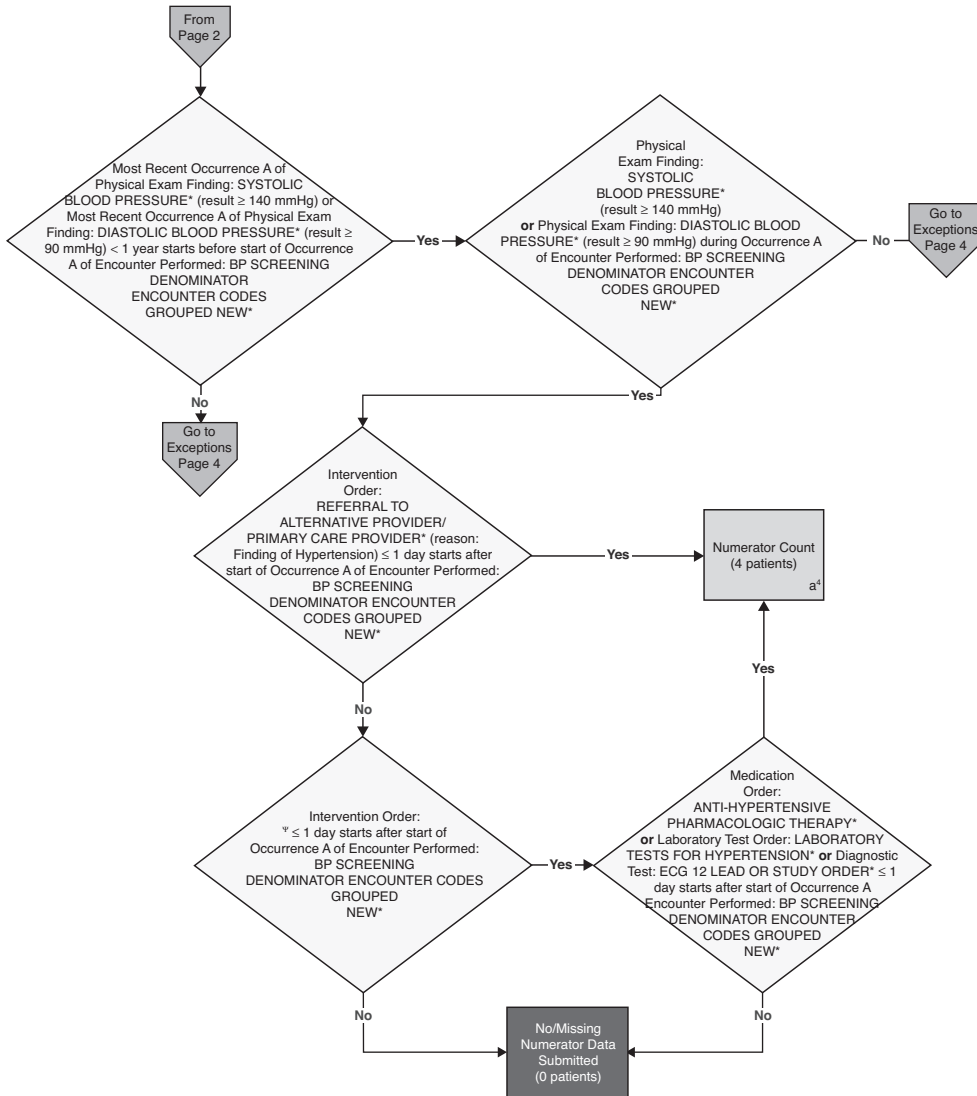 From
Page 2
Most Recent Occurrence A of
Physical Exam Finding: SYSTOLIC
BLOOD PRESSURE* (result ≥ 140 mmHg) or
Most Recent Occurrence A of Physical Exam
Finding: DIASTOLIC BLOOD PRESSURE* (result ≥
90 mmHg) < 1 year starts before start of Occurrence
A of Encounter Performed: BP SCREENING
DENOMINATOR
ENCOUNTER CODES
GROUPED NEW*
Yes
Physical
Exam Finding:
SYSTOLIC
BLOOD PRESSURE*
(result ≥ 140 mmHg)
or Physical Exam Finding: DIASTOLIC BLOOD
PRESSURE* (result ≥ 90 mmHg) during Occurrence A
of Encounter Performed: BP SCREENING
DENOMINATOR ENCOUNTER
CODES GROUPED
NEW*
No
Go to
Exceptions
Page 4
No
Go to
Exceptions
Page 4
Yes
Intervention
Order:
REFERRAL TO
ALTERNATIVE PROVIDER/
PRIMARY CARE PROVIDER* (reason:
Finding of Hypertension) ≤ 1 day starts after
start of Occurrence A of Encounter Performed:
BP SCREENING
DENOMINATOR ENCOUNTER
CODES GROUPED
NEW*
Yes
Numerator Count
(4 patients)
a⁴
No
Yes
Intervention Order:
Ψ ≤ 1 day starts after start of
Occurrence A of Encounter Performed:
BP SCREENING
DENOMINATOR ENCOUNTER CODES
GROUPED
NEW*
Yes
Medication
Order:
ANTI-HYPERTENSIVE
PHARMACOLOGIC THERAPY*
or Laboratory Test Order: LABORATORY
TESTS FOR HYPERTENSION* or Diagnostic
Test: ECG 12 LEAD OR STUDY ORDER* ≤ 1
day starts after start of Occurrence A
Encounter Performed: BP SCREENING
DENOMINATOR ENCOUNTER
CODES GROUPED
NEW*
No
No
No/Missing
Numerator Data
Submitted
(0 patients)